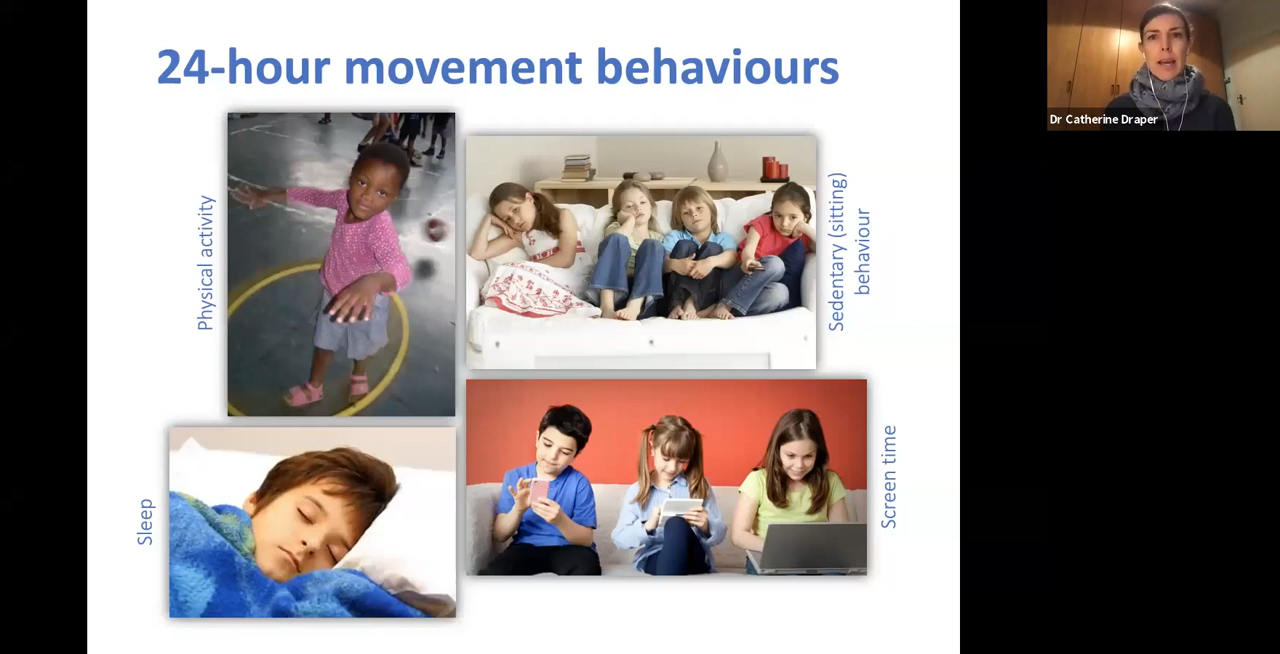 24-hour movement behaviours
Dr Catherine Draper
Physical activity
Sedentary (sitting)
behaviour
Sleep
Screen time